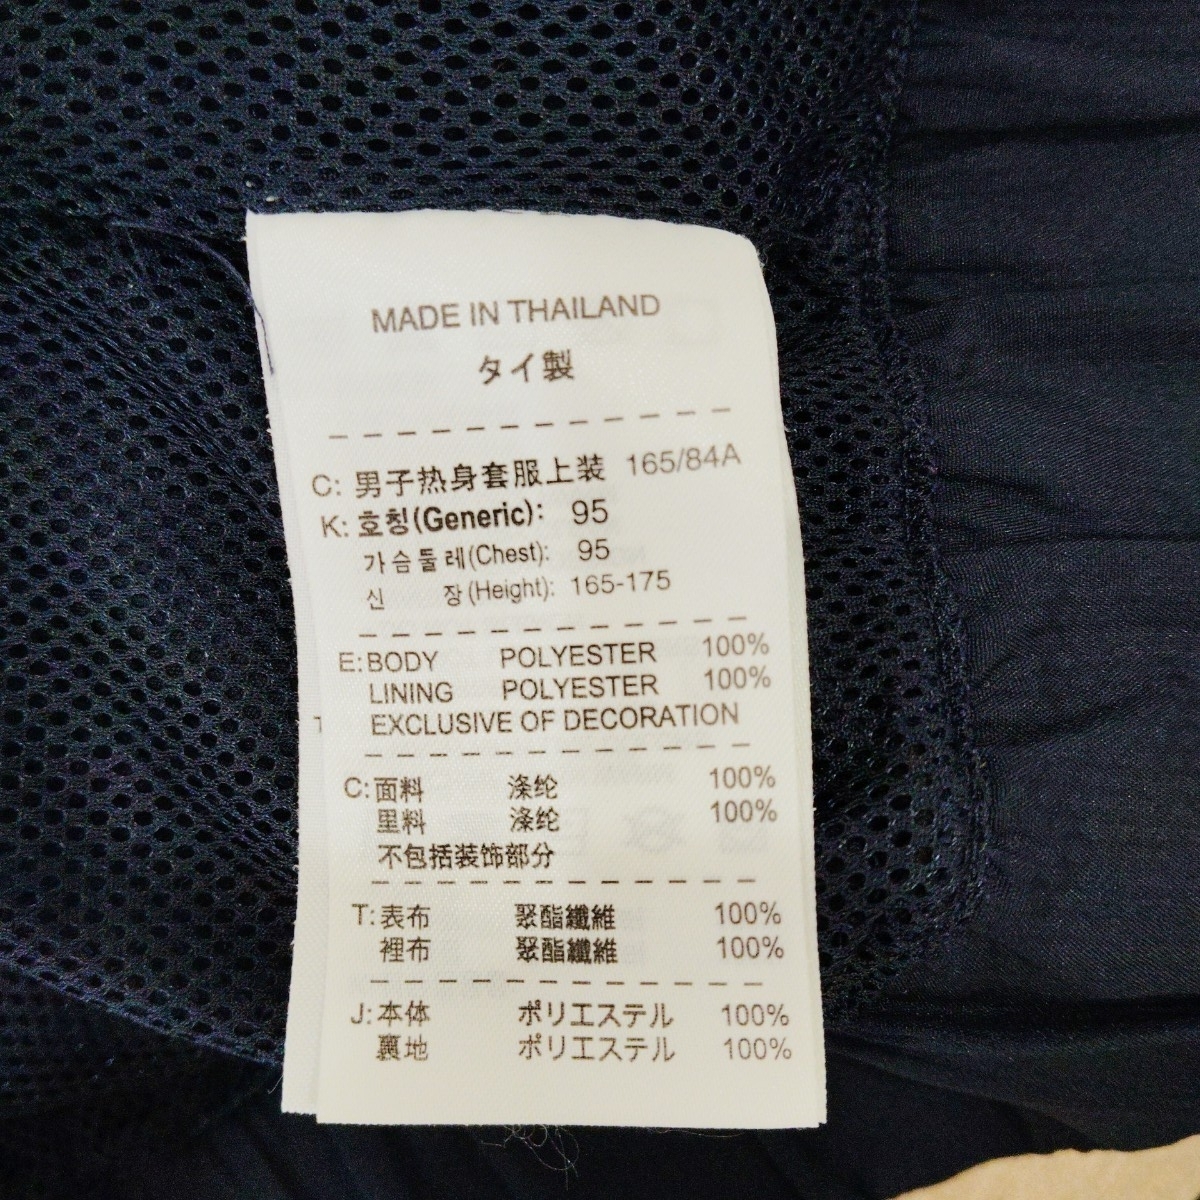 MADE IN THAILAND
タイ製
C: 男子热身套服上装 165/84A
K: 호칭(Generic): 95
가슴둘레(Chest): 95
신 장(Height): 165-175
E: BODY POLYESTER 100%
LINING POLYESTER 100%
EXCLUSIVE OF DECORATION
C: 面料 涤纶 100%
里料 涤纶 100%
不包括装饰部分
T: 表布 聚酯纖維 100%
裡布 聚酯纖維 100%
J: 本体 ポリエステル 100%
裏地 ポリエステル 100%